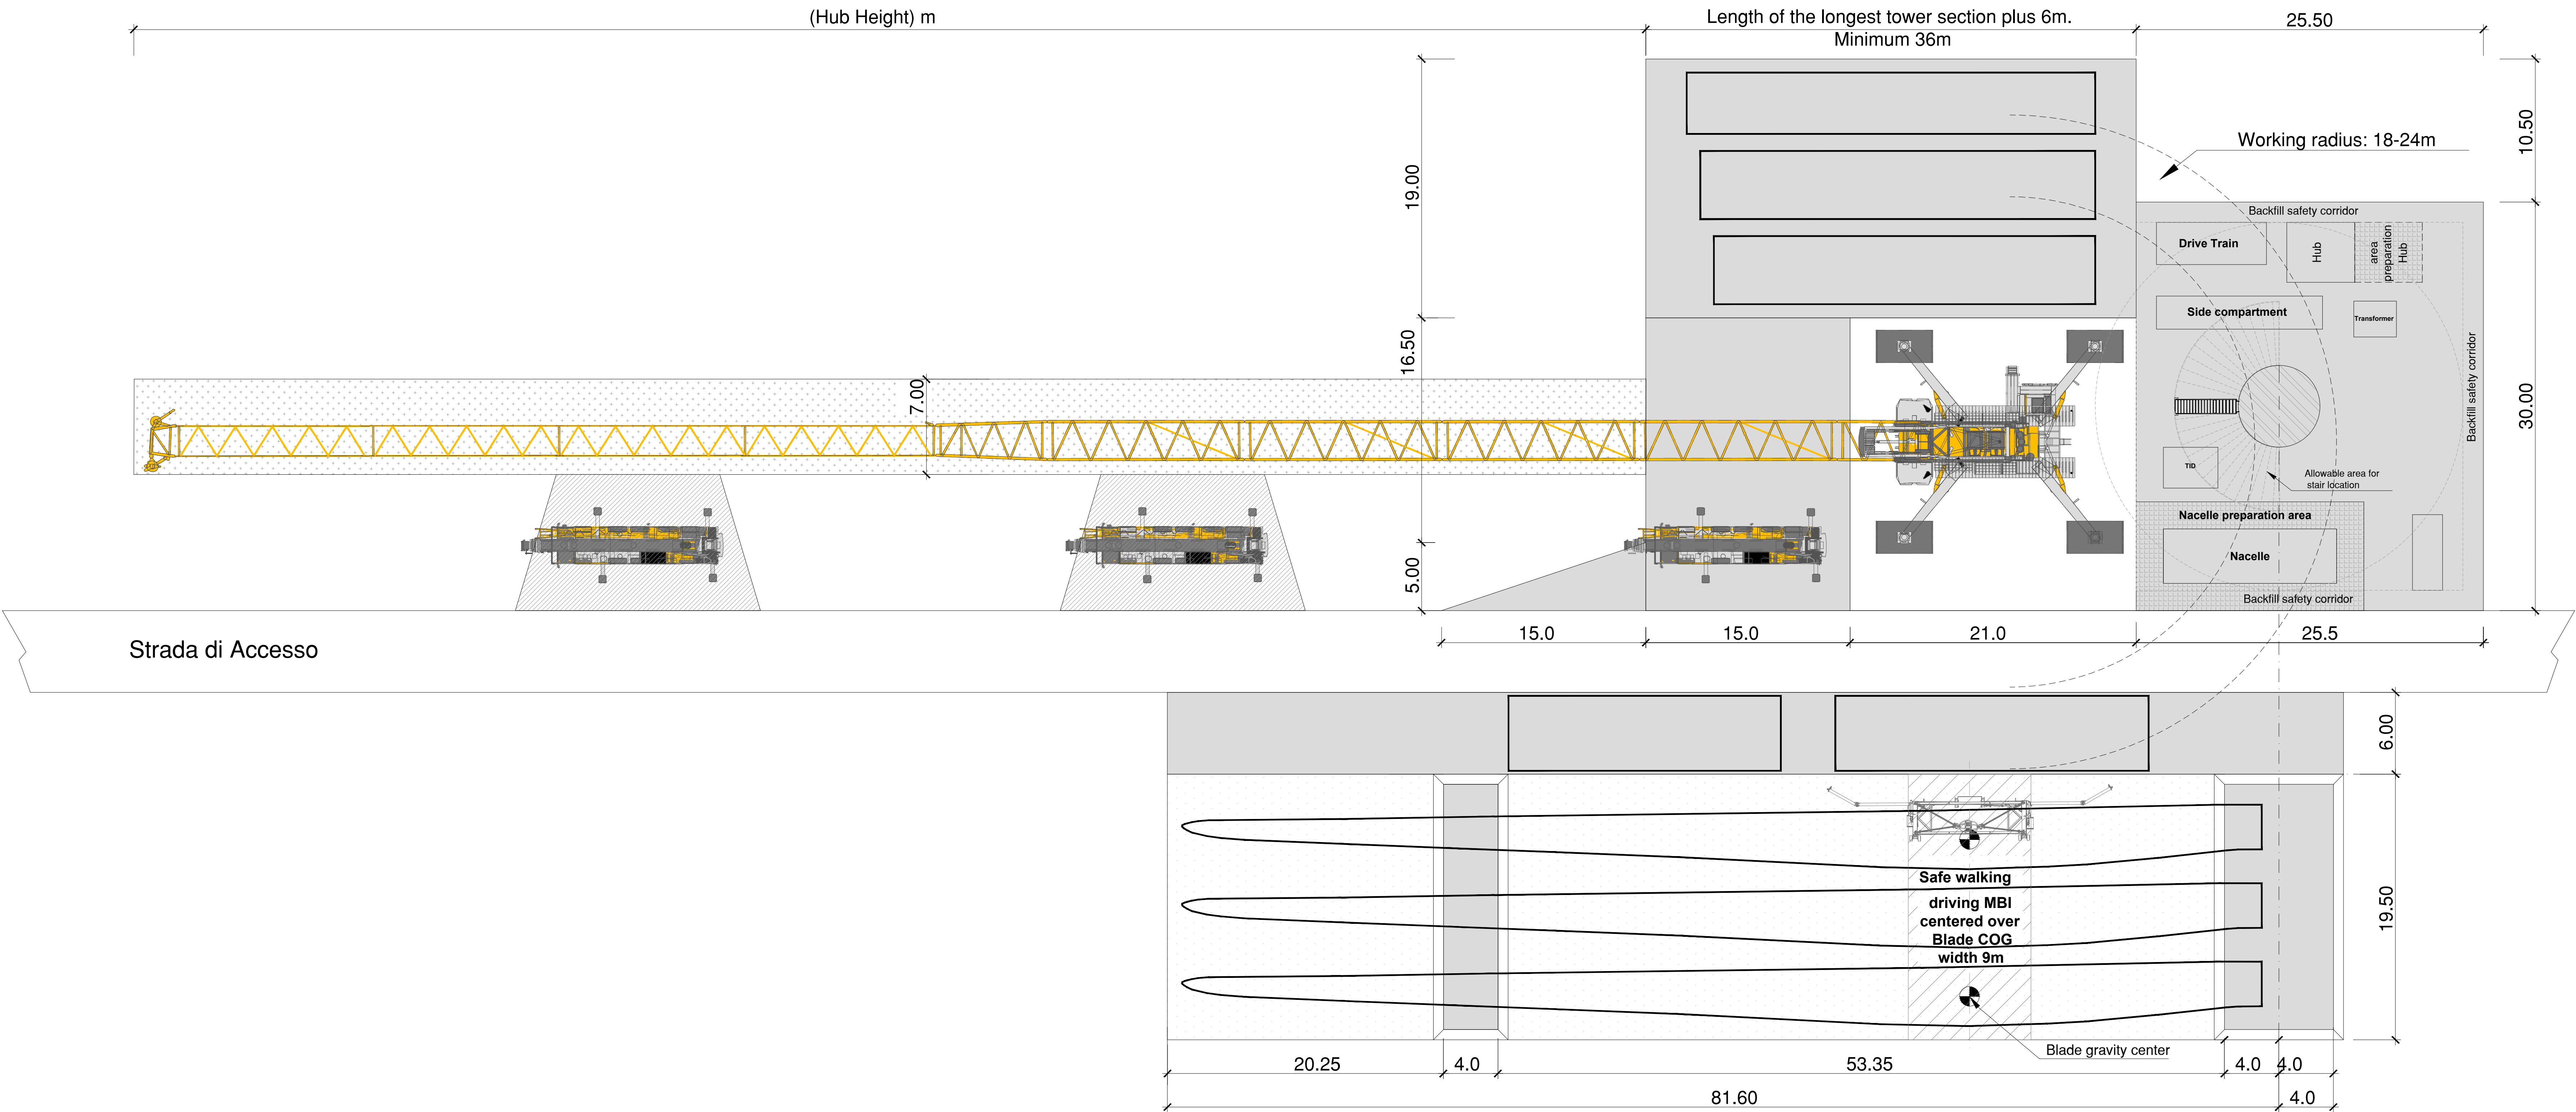 (Hub Height) m
Length of the longest tower section plus 6m.
Minimum 36m
25.50
10.50
Working radius: 18-24m
19.00
Backfill safety corridor
Drive Train
Hub
area
preparation
Hub
Side compartment
Transformer
16.50
7.00
Backfill safety corridor
30.00
TID
Allowable area for
stair location
Nacelle preparation area
Nacelle
5.00
Backfill safety corridor
15.0
15.0
21.0
25.5
Strada di Accesso
6.00
Safe walking
driving MBI
centered over
Blade COG
width 9m
19.50
Blade gravity center
20.25
4.0
53.35
4.0
4.0
81.60
4.0